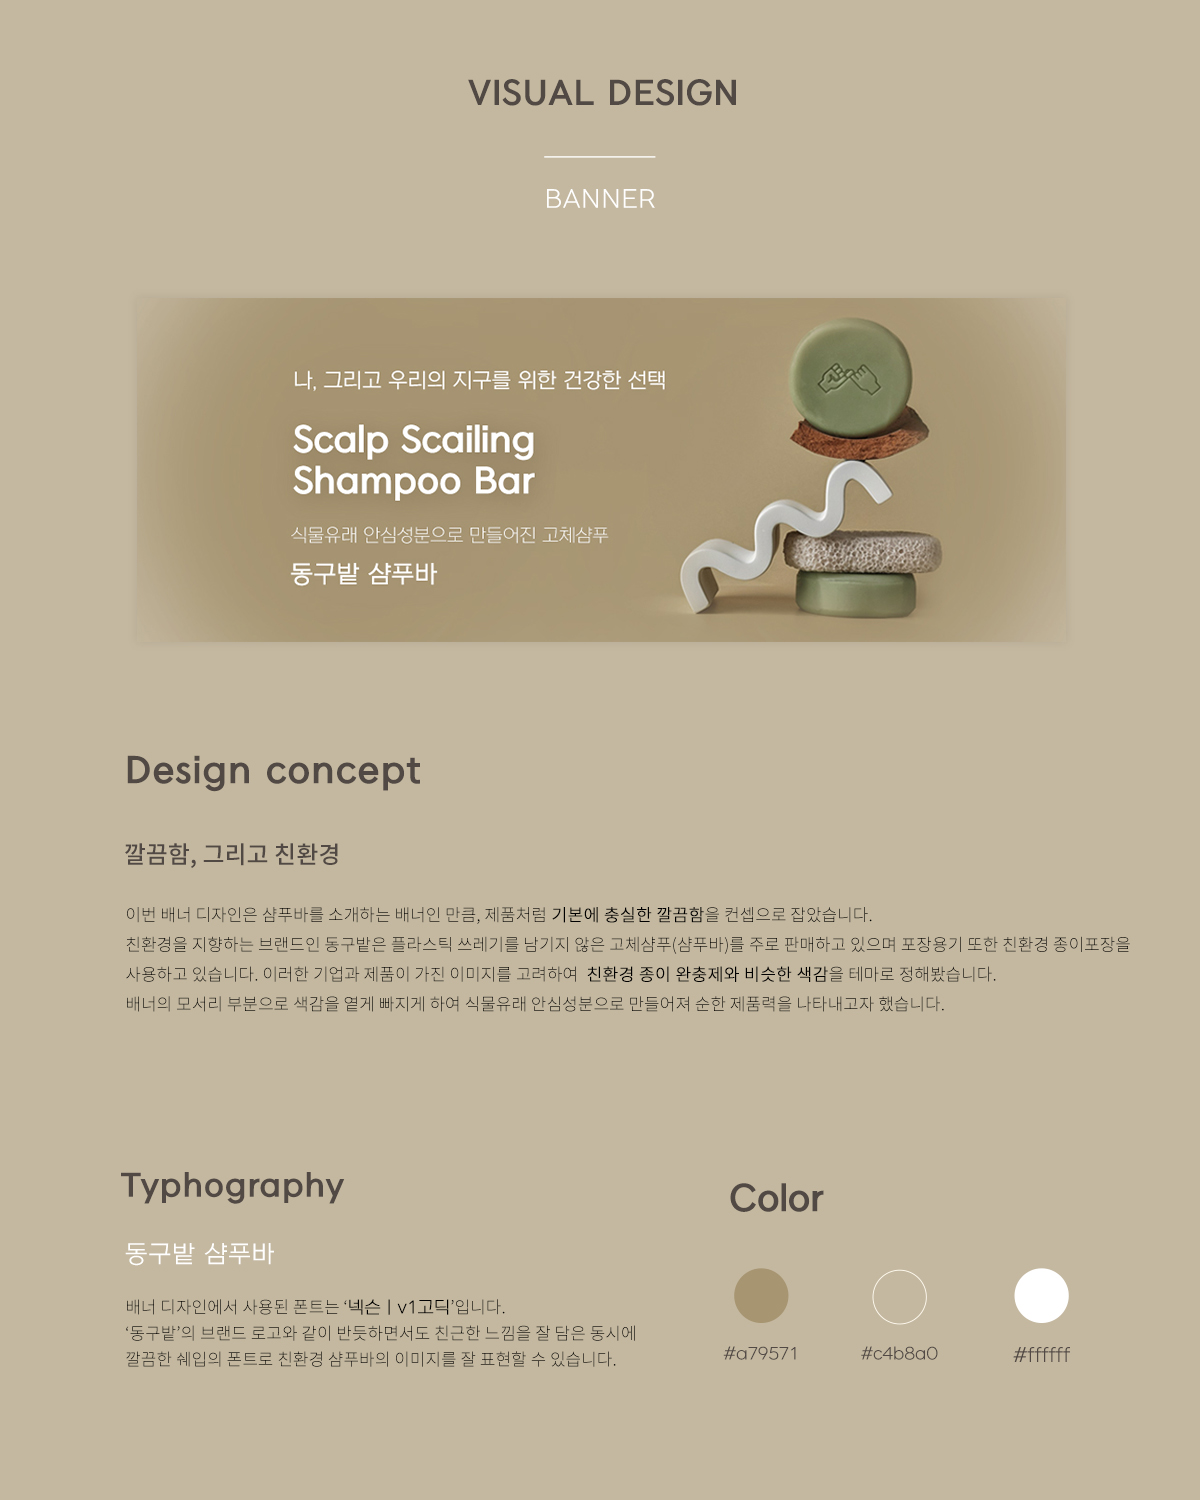 VISUAL DESIGN
BANNER
나, 그리고 우리의 지구를 위한 건강한 선택
Scalp Scailing
Shampoo Bar
식물유래 안심성분으로 만들어진 고체샴푸
동구밭 샴푸바
Design concept
깔끔함, 그리고 친환경
이번 배너 디자인은 샴푸바를 소개하는 배너인 만큼, 제품처럼 기본에 충실한 깔끔함을 컨셉으로 잡았습니다.
친환경을 지향하는 브랜드인 동구밭은 플라스틱 쓰레기를 남기지 않은 고체샴푸(샴푸바)를 주로 판매하고 있으며 포장용기 또한 친환경 종이포장을
사용하고 있습니다. 이러한 기업과 제품이 가진 이미지를 고려하여 친환경 종이 완충제와 비슷한 색감을 테마로 정해봤습니다.
배너의 모서리 부분으로 색감을 옅게 빠지게 하여 식물유래 안심성분으로 만들어져 순한 제품력을 나타내고자 했습니다.
Typhography
동구밭 샴푸바
배너 디자인에서 사용된 폰트는 ‘넥슨 | v1고딕’입니다.
‘동구밭’의 브랜드 로고와 같이 반듯하면서도 친근한 느낌을 잘 담은 동시에
깔끔한 쉐입의 폰트로 친환경 샴푸바의 이미지를 잘 표현할 수 있습니다.
Color
#a79571
#c4b8a0
#ffffff